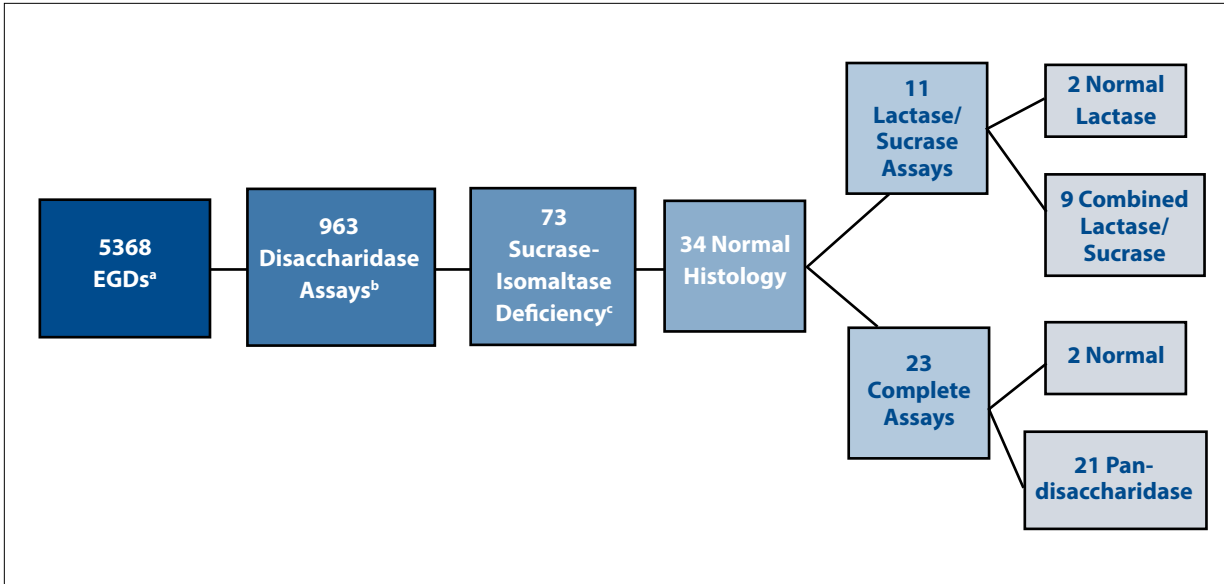 5368
EGDsᵃ
963
Disaccharidase
Assaysᵇ
73
Sucrase-
Isomaltase
Deficiencyᶜ
34 Normal
Histology
11
Lactase/
Sucrase
Assays
2 Normal
Lactase
9 Combined
Lactase/
Sucrase
23
Complete
Assays
2 Normal
21 Pan-
disaccharidase